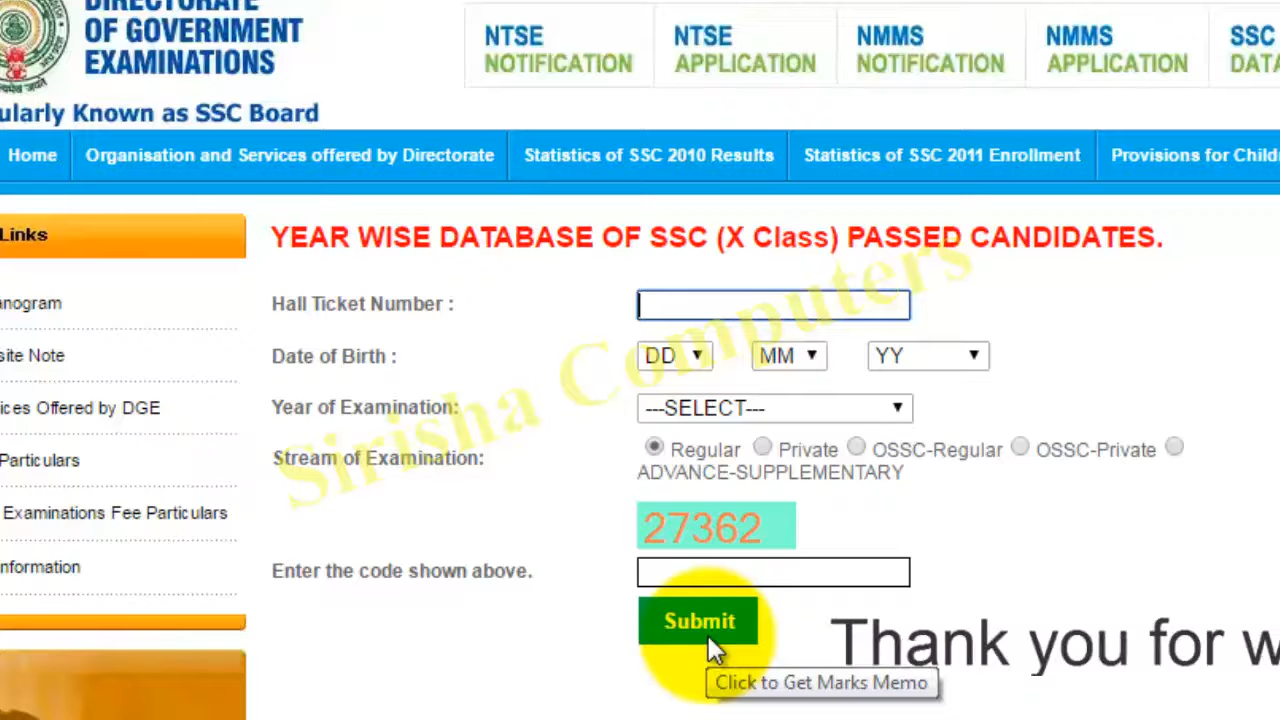 DIRECTORATE
OF GOVERNMENT
EXAMINATIONS
ularly Known as SSC Board
NTSE
NOTIFICATION
NTSE
APPLICATION
NMMS
NOTIFICATION
NMMS
APPLICATION
SSC
DATA
Home
Organisation and Services offered by Directorate
Statistics of SSC 2010 Results
Statistics of SSC 2011 Enrollment
Provisions for Child
Links
anogram
site Note
ices Offered by DGE
Particulars
Examinations Fee Particulars
nformation
YEAR WISE DATABASE OF SSC (X Class) PASSED CANDIDATES.
Hall Ticket Number :
Date of Birth :
DD
MM
YY
Year of Examination:
---SELECT---
Stream of Examination:
Regular
Private
OSSC-Regular
OSSC-Private
ADVANCE-SUPPLEMENTARY
27362
Enter the code shown above.
Submit
Click to Get Marks Memo
Thank you for w
Sirisha Computers